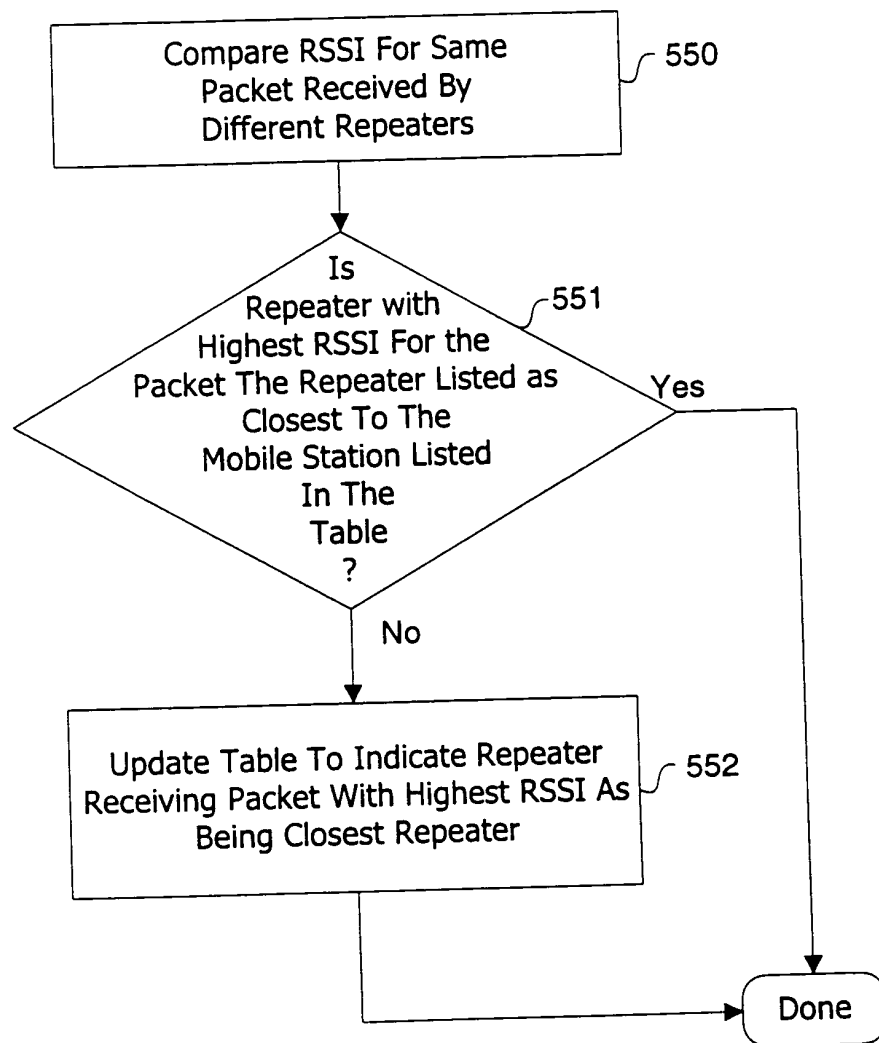 Compare RSSI For Same
Packet Received By
Different Repeaters
550
Is
Repeater with
Highest RSSI For the
Packet The Repeater Listed as
Closest To The
Mobile Station Listed
In The
Table
?
551
Yes
No
Update Table To Indicate Repeater
Receiving Packet With Highest RSSI As
Being Closest Repeater
552
Done